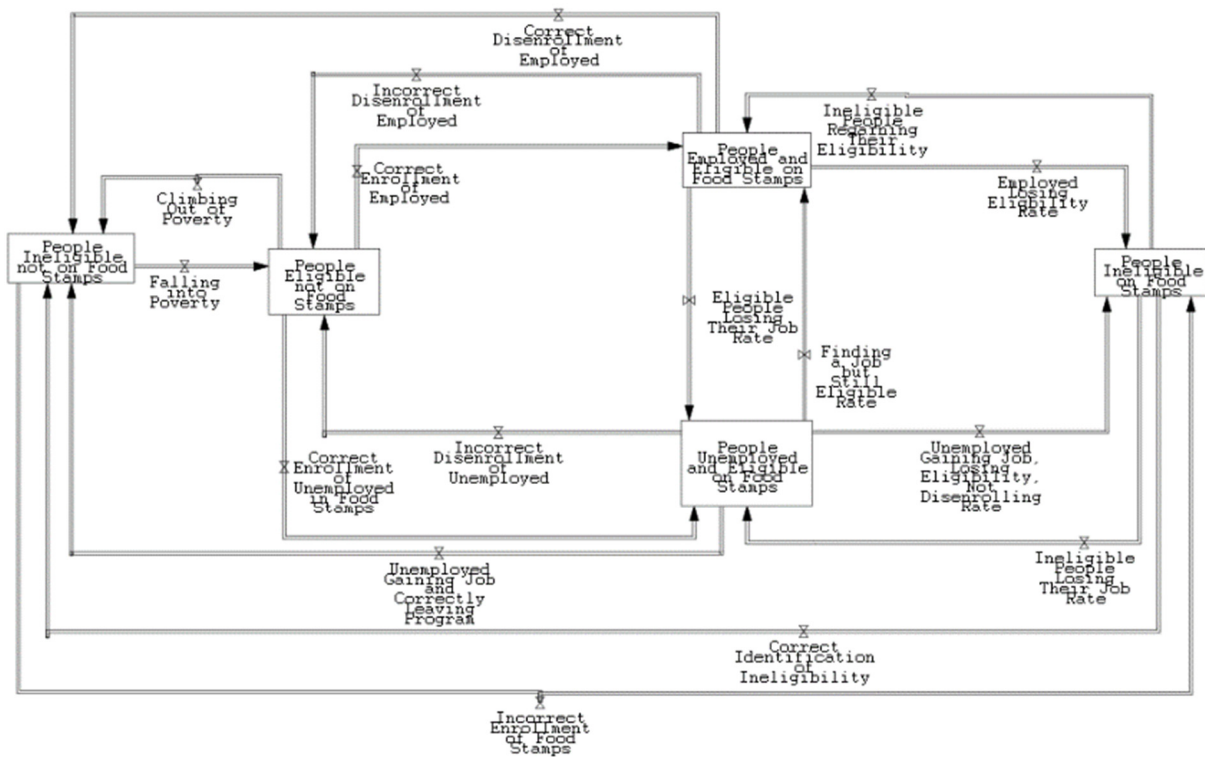 Correct
Disenrollment
of
Employed
Incorrect
Disenrollment
of
Employed
Ineligible
People
Regarning
Their
Eligibility
People
Employed and
Eligible on
Food Stamps
Correct
Enrollment
of
Employed
Employed
Losing
Eligbility
Rate
Climbing
Out of
Poverty
People
Ineligible
not on Food
Stamps
Falling
into
Poverty
People
Eligible
not on
Food
Stamps
People
Ineligible
on Food
Stamps
Eligible
People
Losing
Their Job
Rate
Finding
a Job
but
Still
Eligible
Rate
Correct
Enrollment
of
Unemployed
in Food
Stamps
Incorrect
Disenrollment
of
Unemployed
People
Unemployed
and Eligible
on Food
Stamps
Unemployed
Gaining Job,
Losing
Eligibility,
Not
Disenrolling
Rate
Unemployed
Gaining Job
and
Correctly
Leaving
Program
Ineligible
People
Losing
Their Job
Rate
Correct
Identification
of
Ineligibility
Incorrect
Enrollment
of Food
Stamps